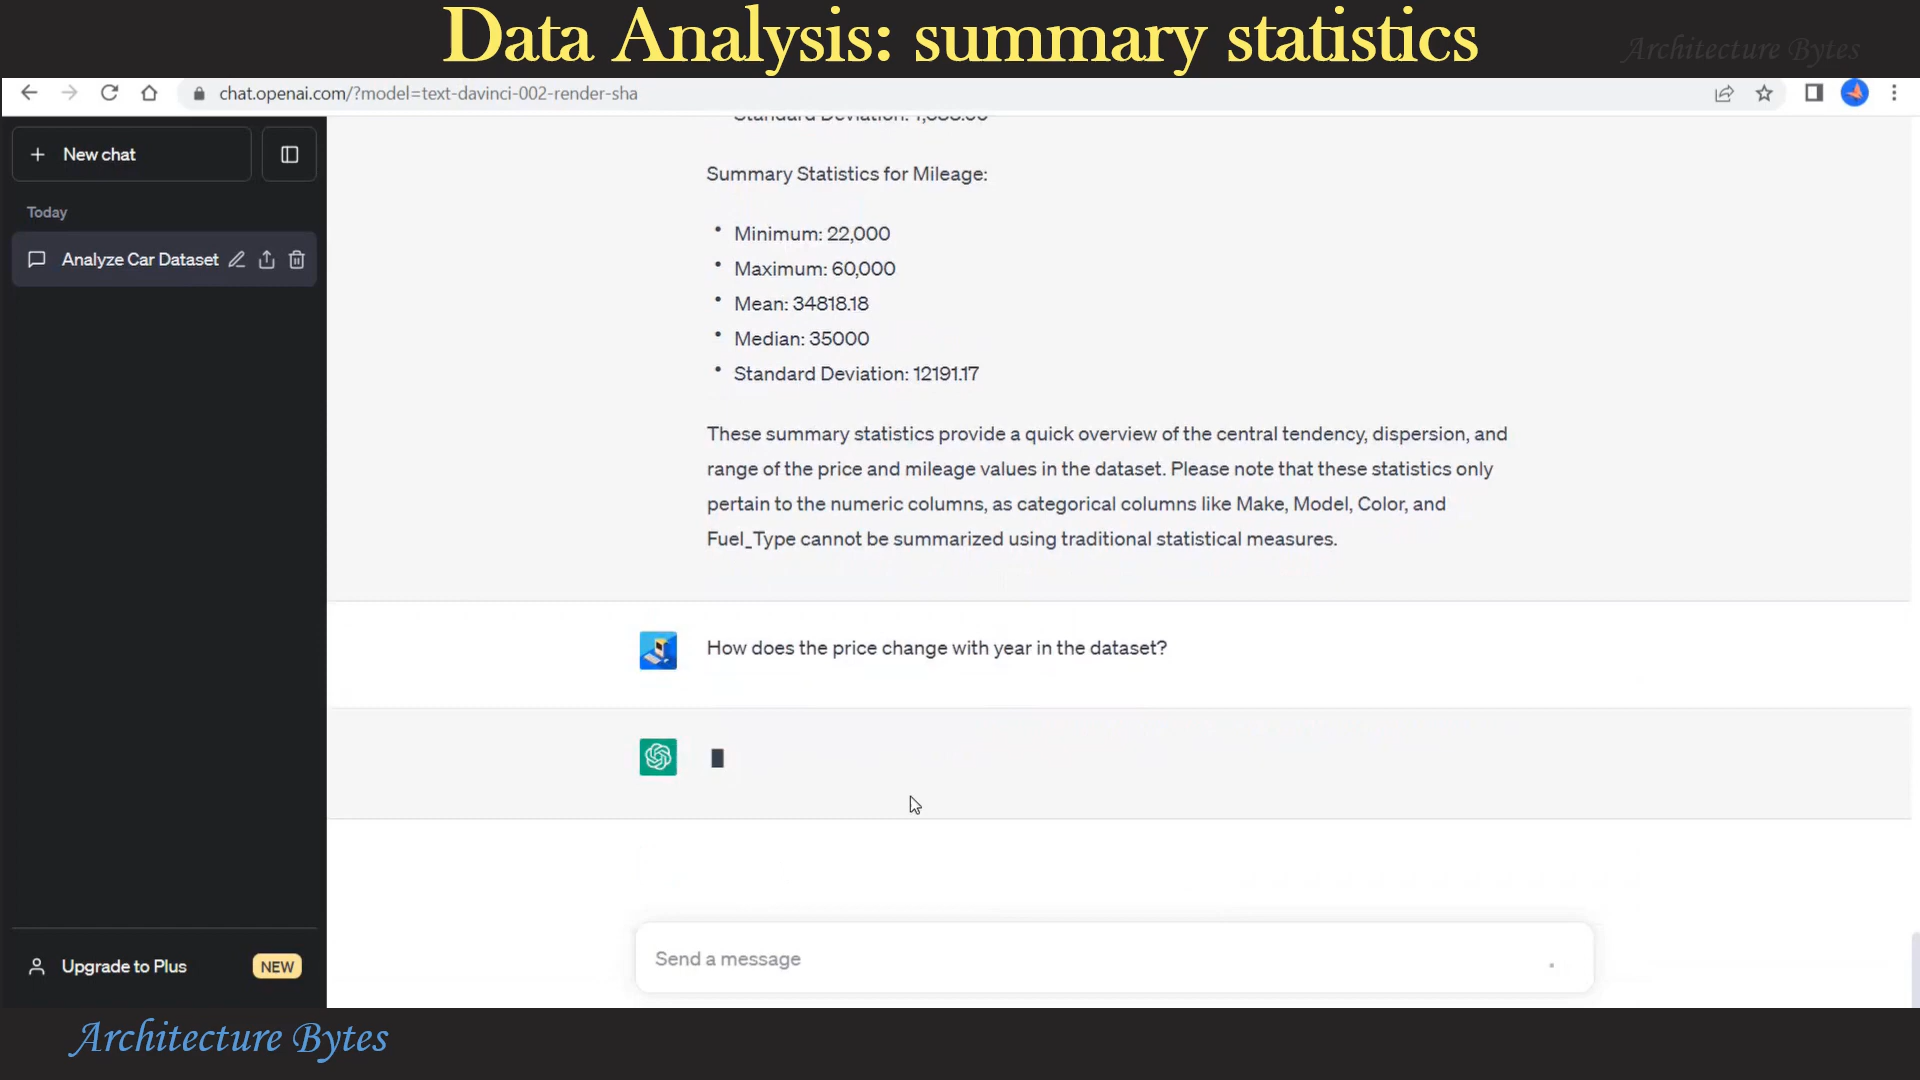 Data Analysis: summary statistics
Architecture Bytes
chat.openai.com/?model=text-davinci-002-render-sha
New chat
Today
Analyze Car Dataset
Standard Deviation:
Summary Statistics for Mileage:
• Minimum: 22,000
• Maximum: 60,000
• Mean: 34818.18
• Median: 35000
• Standard Deviation: 12191.17
These summary statistics provide a quick overview of the central tendency, dispersion, and
range of the price and mileage values in the dataset. Please note that these statistics only
pertain to the numeric columns, as categorical columns like Make, Model, Color, and
Fuel_Type cannot be summarized using traditional statistical measures.
How does the price change with year in the dataset?
Send a message
Upgrade to Plus NEW
Architecture Bytes